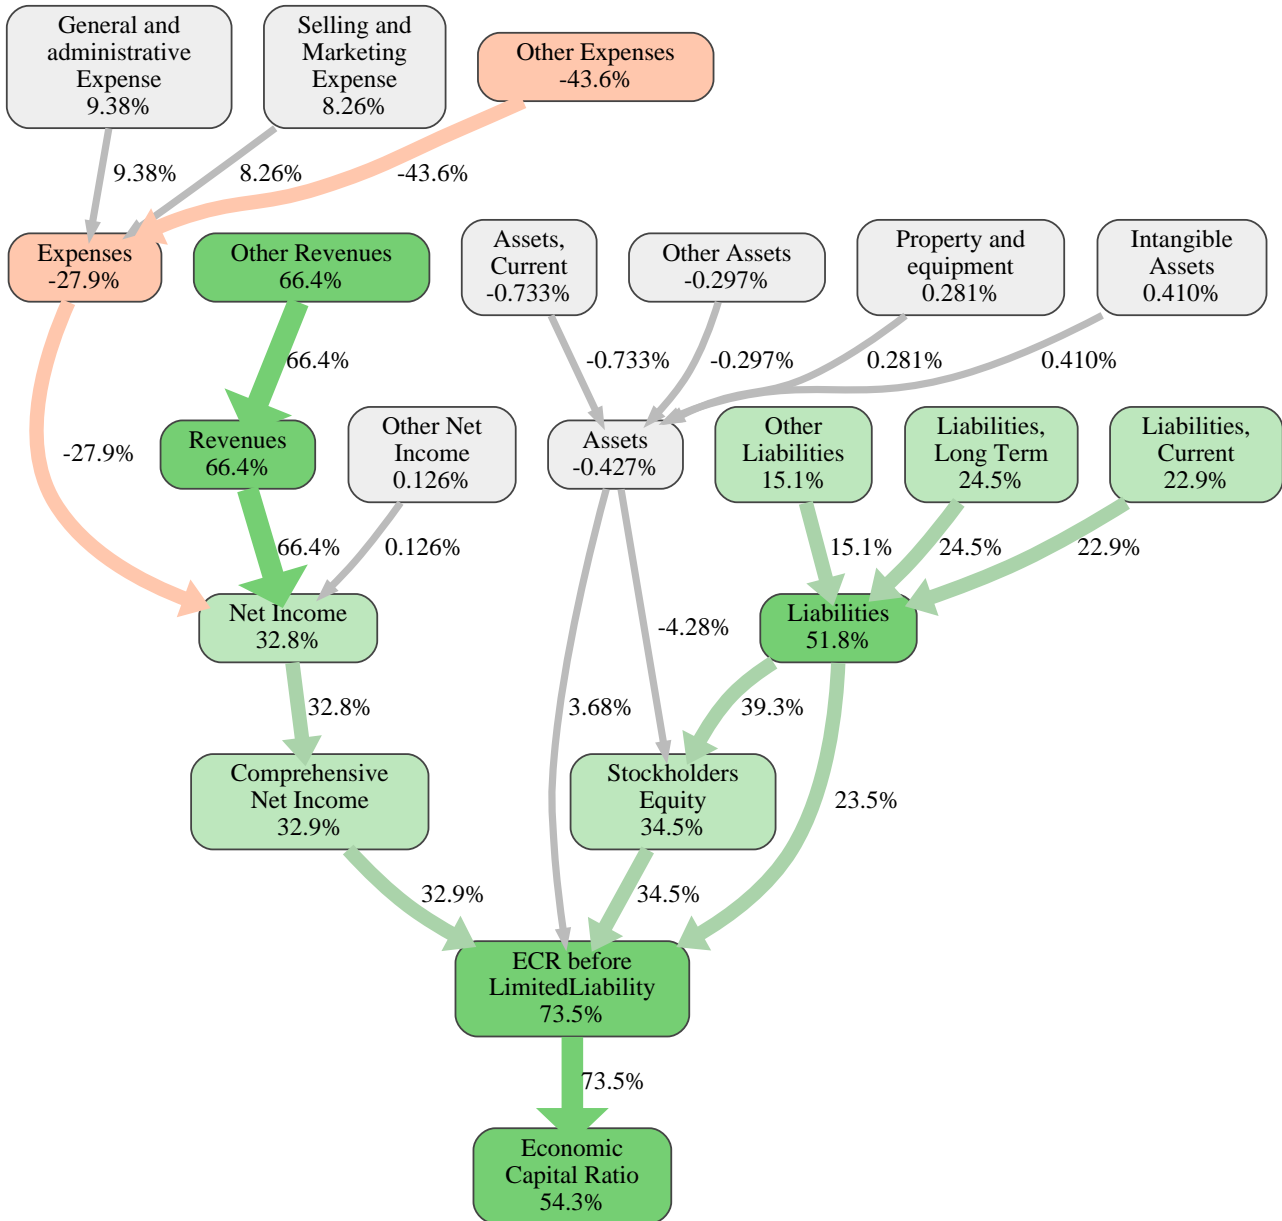 General and
administrative
Expense
9.38%
Selling and
Marketing
Expense
8.26%
Other Expenses
-43.6%
9.38%
8.26%
-43.6%
Expenses
-27.9%
Other Revenues
66.4%
Assets,
Current
-0.733%
Other Assets
-0.297%
Property and
equipment
0.281%
Intangible
Assets
0.410%
66.4%
-0.733%
-0.297%
0.281%
0.410%
-27.9%
Revenues
66.4%
Other Net
Income
0.126%
Assets
-0.427%
Other
Liabilities
15.1%
Liabilities,
Long Term
24.5%
Liabilities,
Current
22.9%
66.4%
0.126%
15.1%
24.5%
22.9%
Net Income
32.8%
-4.28%
Liabilities
51.8%
32.8%
3.68%
39.3%
Comprehensive
Net Income
32.9%
Stockholders
Equity
34.5%
23.5%
32.9%
34.5%
ECR before
LimitedLiability
73.5%
73.5%
Economic
Capital Ratio
54.3%